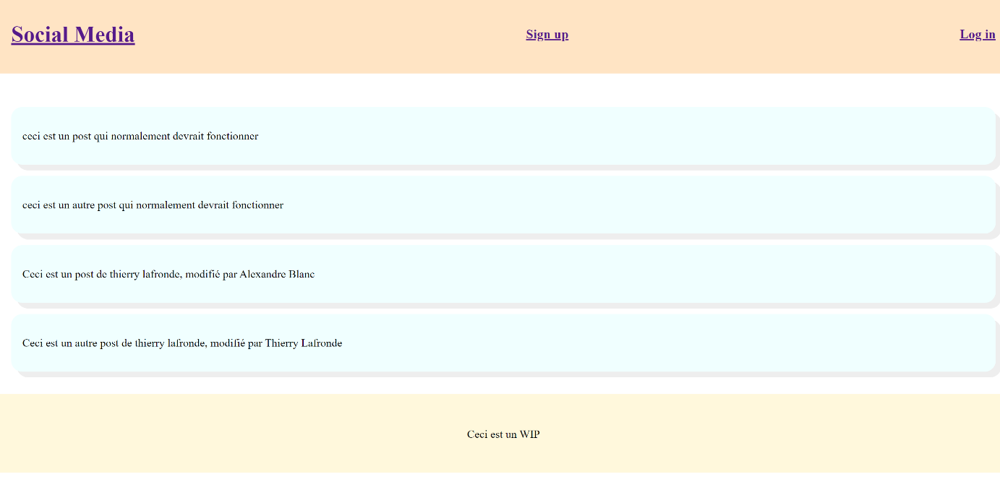 Social Media
Sign up
Log in
ceci est un post qui normalement devrait fonctionner
ceci est un autre post qui normalement devrait fonctionner
Ceci est un post de thierry lafronde, modifié par Alexandre Blanc
Ceci est un autre post de thierry lafronde, modifié par Thierry Lafronde
Ceci est un WIP